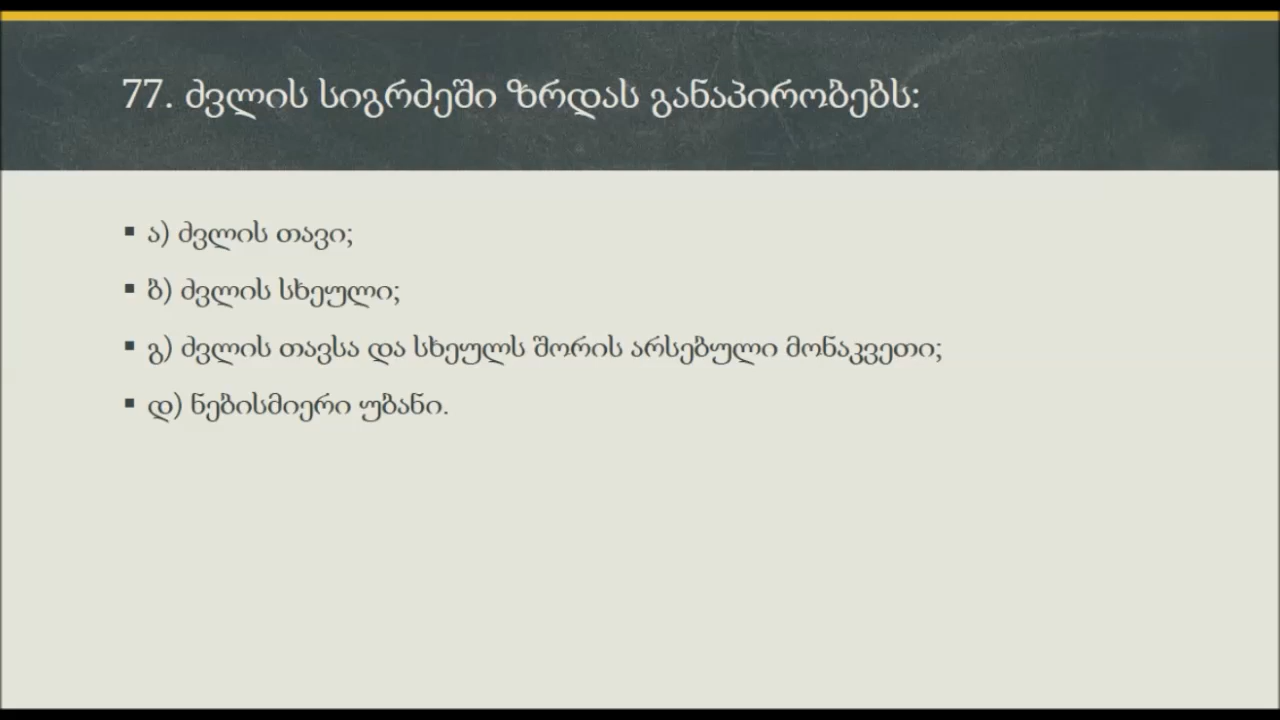 77. ძვლის სიგრძეში ზრდას განაპირობებს:
▪ ა) ძვლის თავი;
▪ ბ) ძვლის სხეული;
▪ გ) ძვლის თავსა და სხეულს შორის არსებული მონაკვეთი;
▪ დ) ნებისმიერი უბანი.